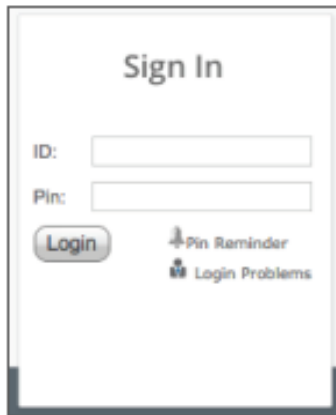 Sign In
ID:
Pin:
Login
Pin Reminder
Login Problems